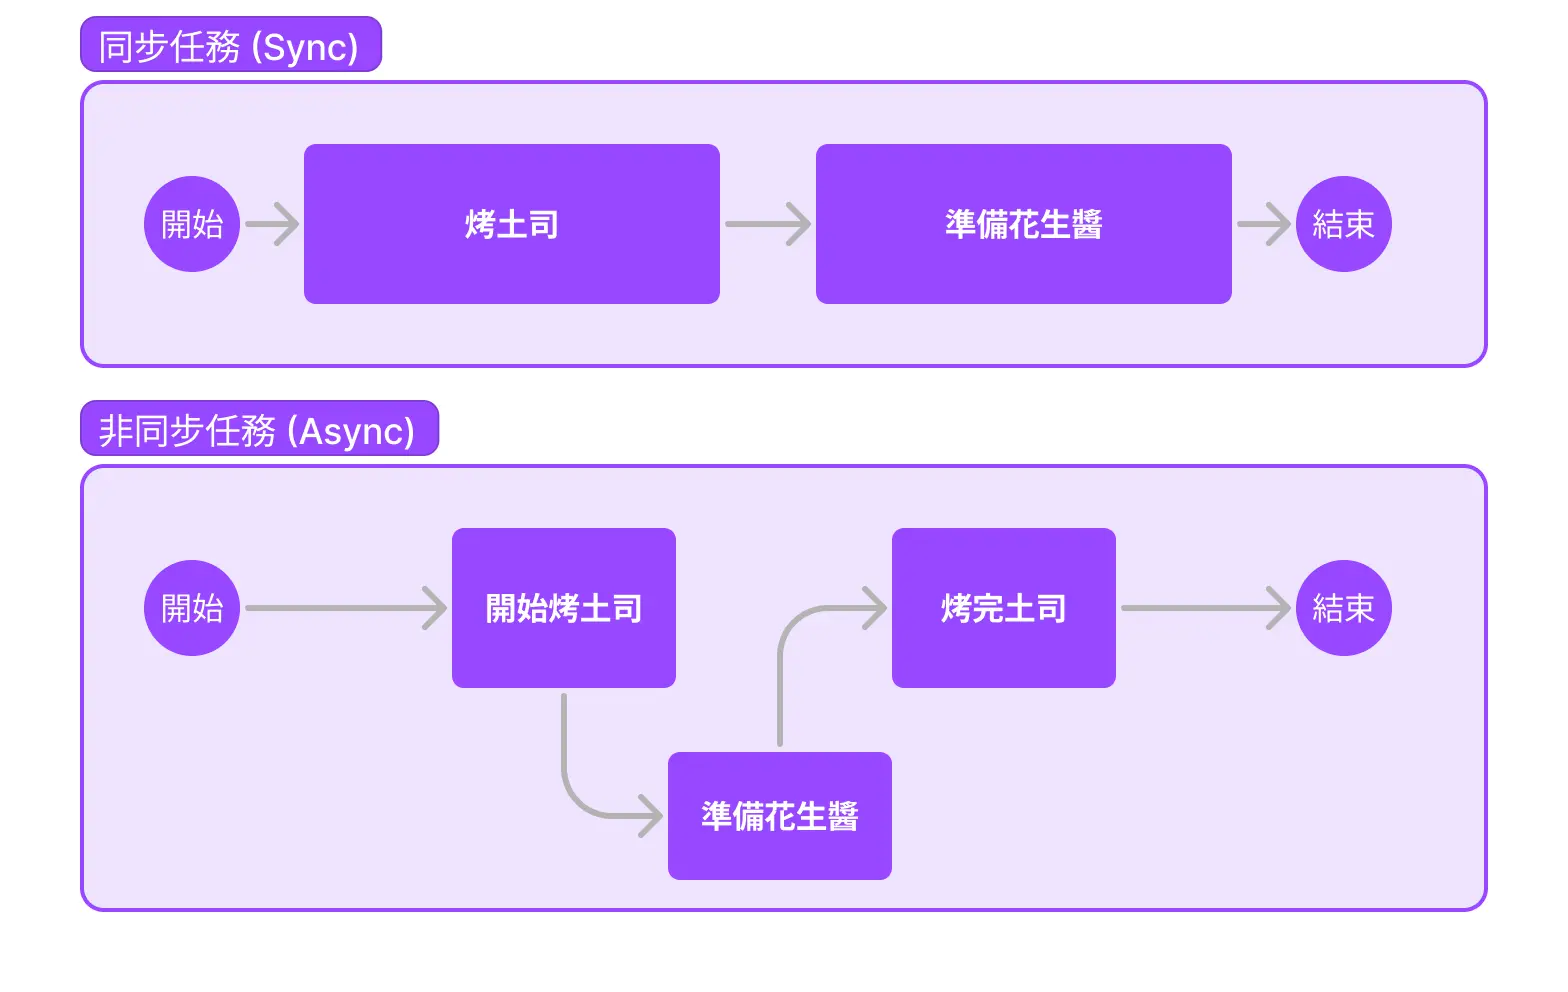 同步任務 (Sync)
開始
烤土司
準備花生醬
結束
非同步任務 (Async)
開始
開始烤土司
準備花生醬
烤完土司
結束